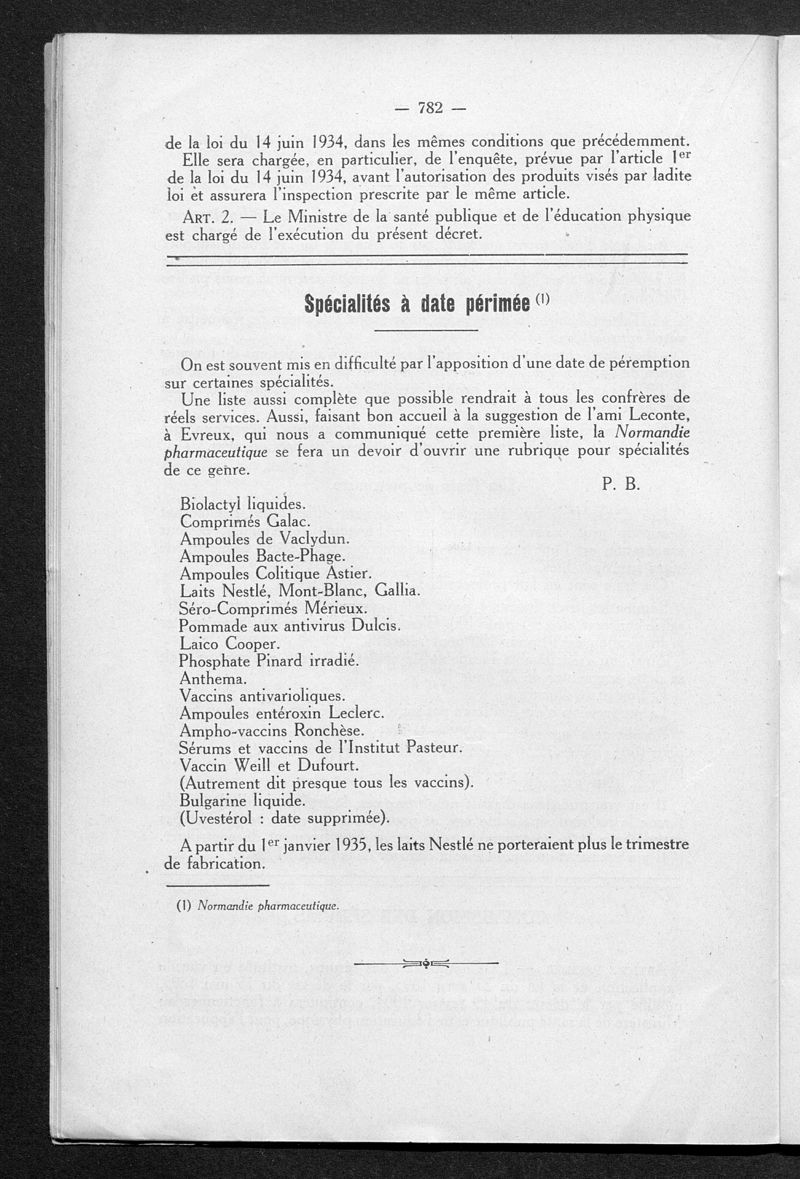 — 782 —
de la loi du 14 juin 1934, dans les mêmes conditions que précédemment.
Elle sera chargée, en particulier, de l'enquête, prévue par l'article 1er
de la loi du 14 juin 1934, avant l'autorisation des produits visés par ladite
loi et assurera l'inspection prescrite par le même article.
ART. 2. — Le Ministre de la santé publique et de l'éducation physique
est chargé de l'exécution du présent décret.
Spécialités à date périmée (1)
On est souvent mis en difficulté par l'apposition d'une date de péremption
sur certaines spécialités.
Une liste aussi complète que possible rendrait à tous les confrères de
réels services. Aussi, faisant bon accueil à la suggestion de l'ami Leconte,
à Evreux, qui nous a communiqué cette première liste, la Normandie
pharmaceutique se fera un devoir d'ouvrir une rubrique pour spécialités
de ce genre.
P. B.
Biolactyl liquides.
Comprimés Galac.
Ampoules de Vaclydun.
Ampoules Bacte-Phage.
Ampoules Colitique Astier.
Laits Nestlé, Mont-Blanc, Gallia.
Séro-Comprimés Mérieux.
Pommade aux antivirus Dulcis.
Laico Cooper.
Phosphate Pinard irradié.
Anthema.
Vaccins antivarioliques.
Ampoules entéroxin Leclerc.
Ampho-vaccins Ronchèse.
Sérums et vaccins de l'Institut Pasteur.
Vaccin Weill et Dufourt.
(Autrement dit presque tous les vaccins).
Bulgarine liquide.
(Uvestérol : date supprimée).
A partir du 1er janvier 1935, les laits Nestlé ne porteraient plus le trimestre
de fabrication.
(1) Normandie pharmaceutique.